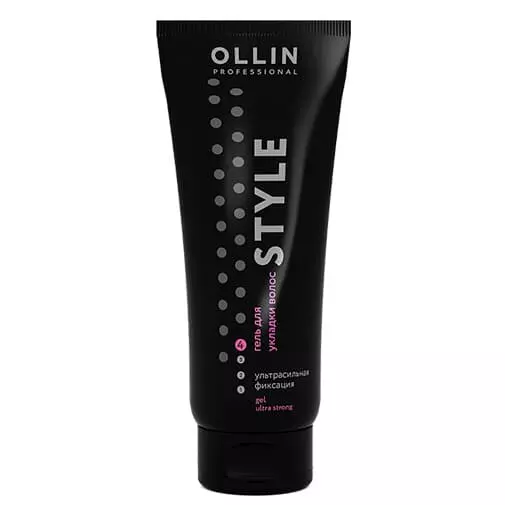 OLLIN
PROFESSIONAL
STYLE
гель для
укладки волос
4
3
2
1
ультрасильная
фиксация
gel
ultra strong